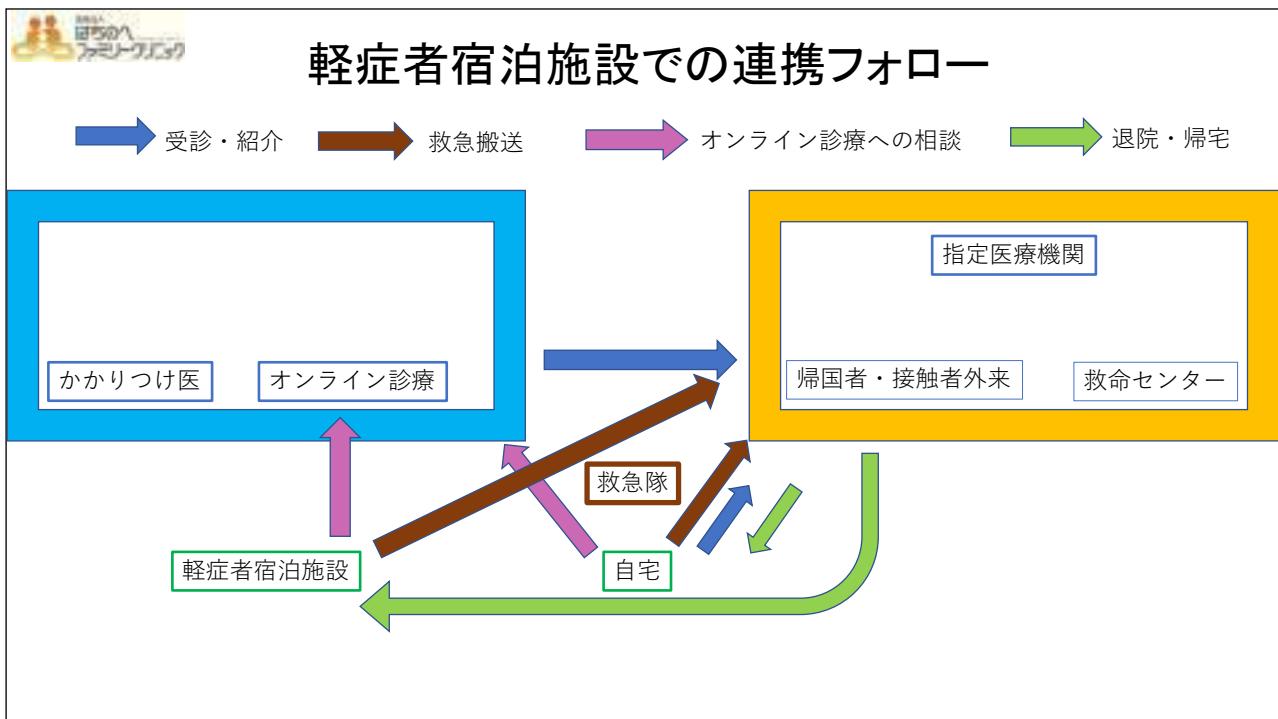 はちのへ
ファミリークリニック
軽症者宿泊施設での連携フォロー
受診・紹介
救急搬送
オンライン診療への相談
退院・帰宅
指定医療機関
かかりつけ医
オンライン診療
帰国者・接触者外来
救命センター
救急隊
軽症者宿泊施設
自宅